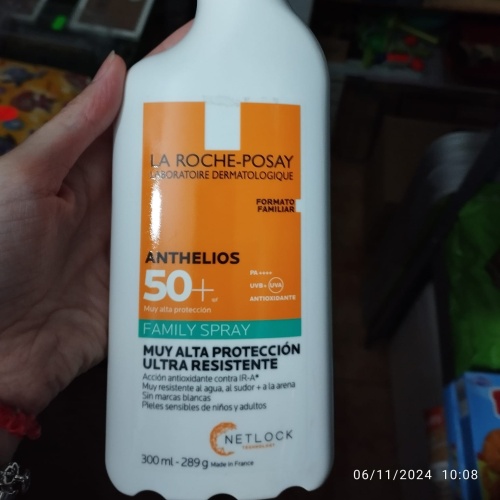 LA ROCHE-POSAY
LABORATOIRE DERMATOLOGIQUE
FORMATO
FAMILIAR
ANTHELIOS
50+
SPF
Muy alta protección
PA++++
UVB+ UVA
ANTIOXIDANTE
FAMILY SPRAY
MUY ALTA PROTECCIÓN
ULTRA RESISTENTE
Acción antioxidante contra IR-A*
Muy resistente al agua, al sudor + a la arena
Sin marcas blancas
Pieles sensibles de niños y adultos
NETLOCK
TECHNOLOGY
300 ml - 289 g Made in France
06/11/2024 10:08